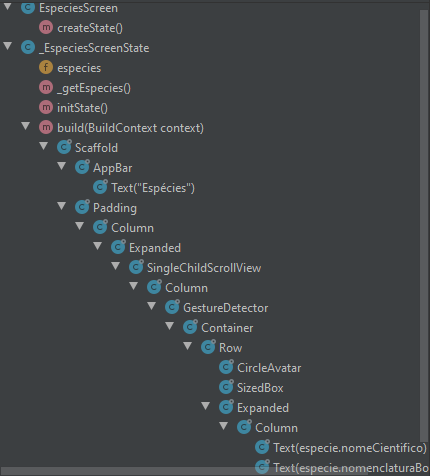 EspeciesScreen
createState()
_EspeciesScreenState
especies
_getEspecies()
initState()
build(BuildContext context)
Scaffold
AppBar
Text("Espécies")
Padding
Column
Expanded
SingleChildScrollView
Column
GestureDetector
Container
Row
CircleAvatar
SizedBox
Expanded
Column
Text(especie.nomeCientifico)
Text(especie.nomenclaturaBo